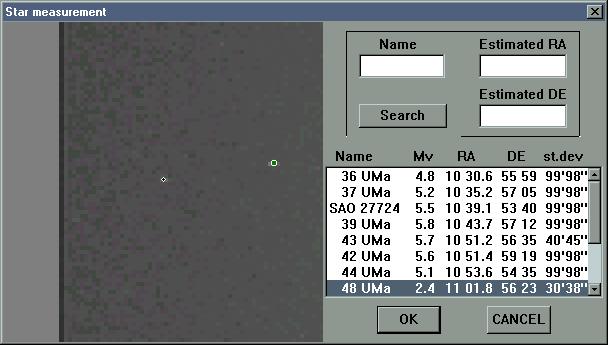 Star measurement
Name Estimated RA
Estimated DE
Search
Name Mv RA DE st.dev
36 UMa 4.8 10 30.6 55 59 99'98"
37 UMa 5.2 10 35.2 57 05 99'98"
SAO 27724 5.5 10 39.1 53 40 99'98"
39 UMa 5.8 10 43.7 57 12 99'98"
43 UMa 5.7 10 51.2 56 35 40'45"
42 UMa 5.6 10 51.4 59 19 99'98"
44 UMa 5.1 10 53.6 54 35 99'98"
48 UMa 2.4 11 01.8 56 23 30'38"
OK CANCEL